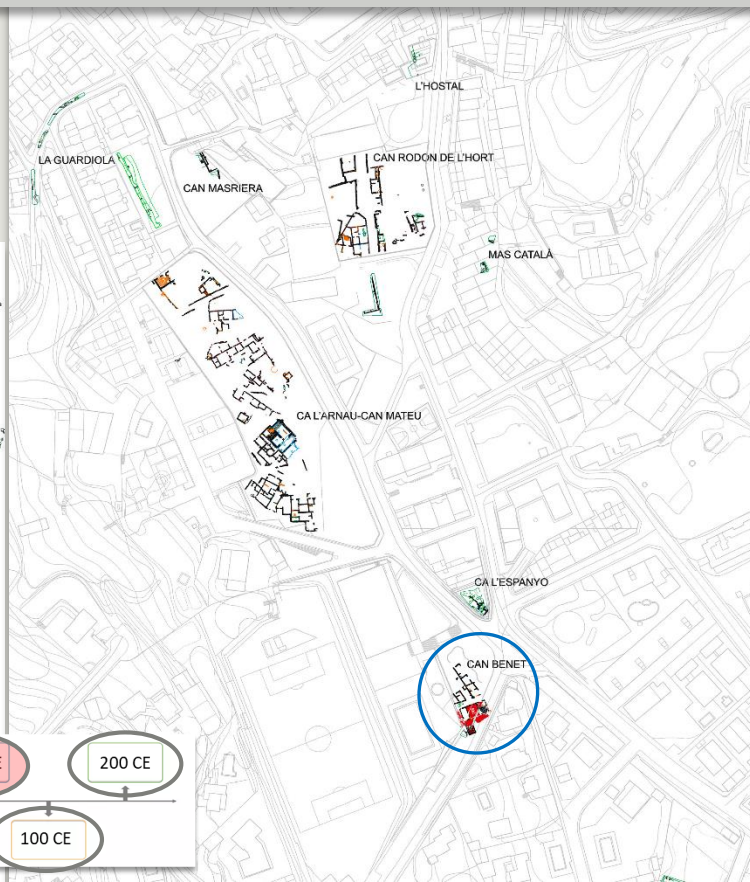 L'HOSTAL
LA GUARDIOLA
CAN MASRIERA
CAN RODON DE L'HORT
MAS CATALÀ
CA L'ARNAU-CAN MATEU
CA L'ESPANYO
CAN BENET
E
200 CE
100 CE